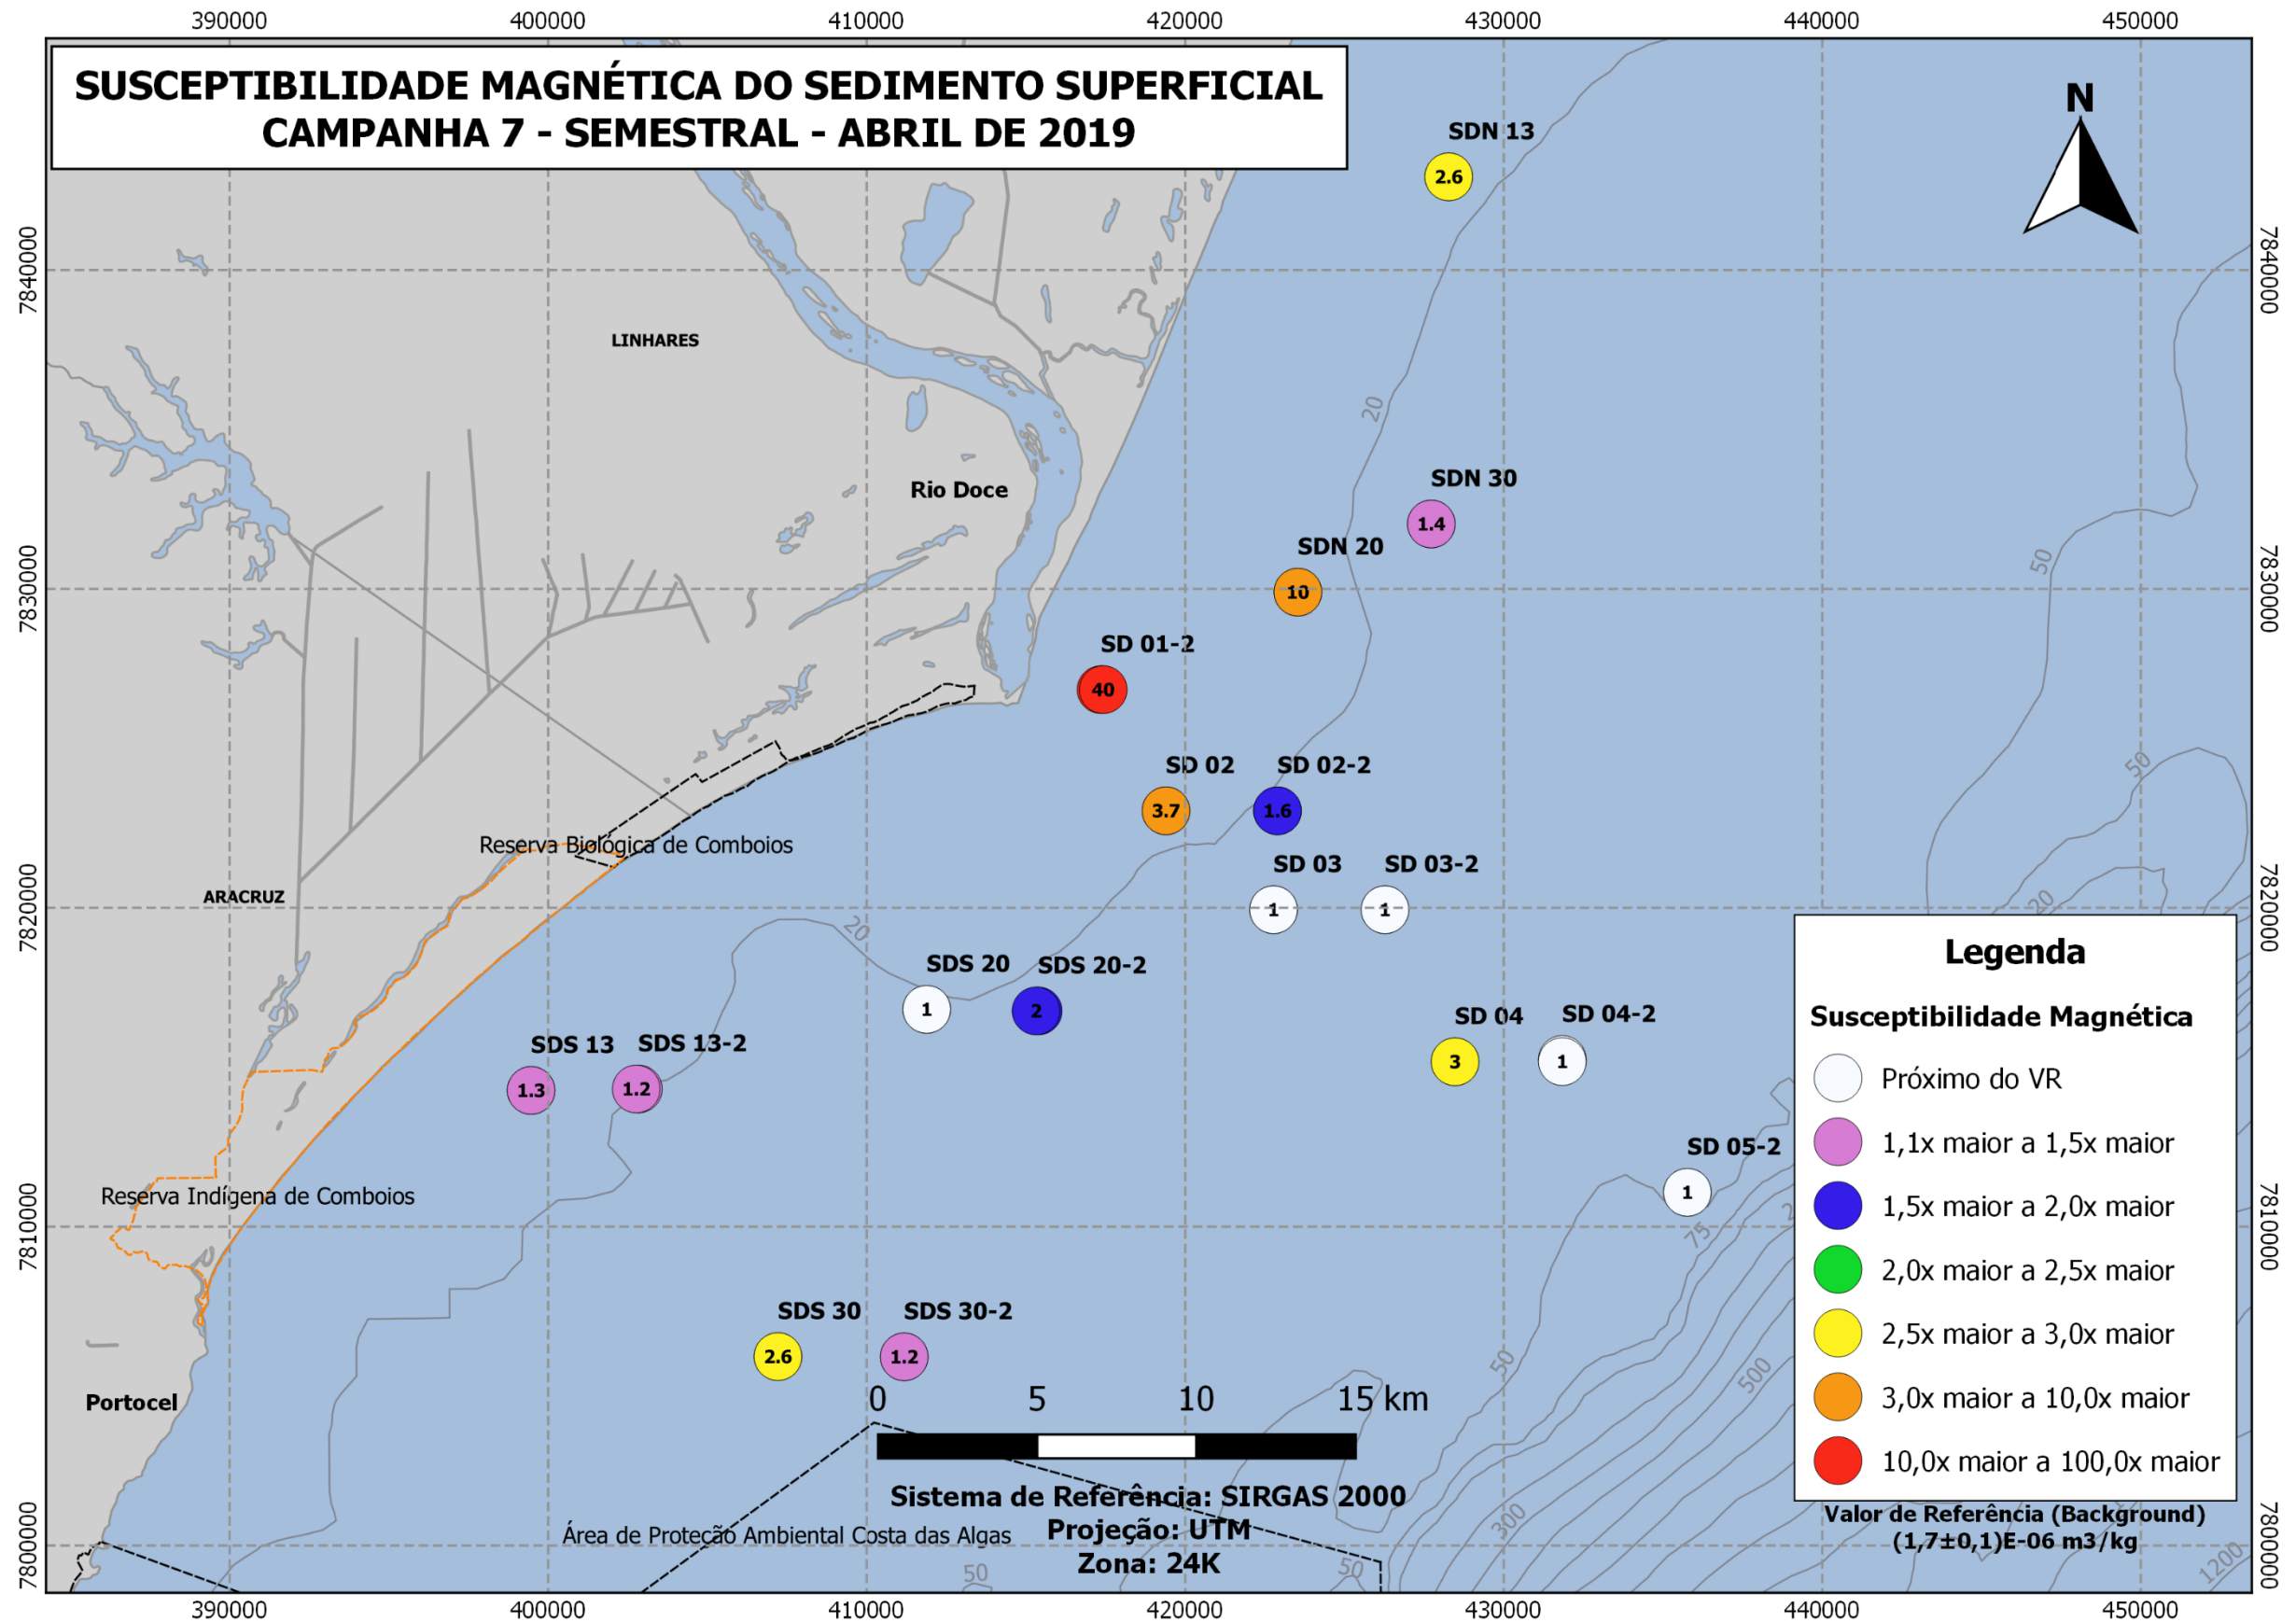 390000 400000 410000 420000 430000 440000 450000
SUSCEPTIBILIDADE MAGNÉTICA DO SEDIMENTO SUPERFICIAL
CAMPANHA 7 - SEMESTRAL - ABRIL DE 2019
N
SDN 13
2.6
7840000
7840000
LINHARES
20
Rio Doce
SDN 30
1.4
SDN 20
10
50
7830000
7830000
SD 01-2
40
SD 02
3.7
SD 02-2
1.6
50
Reserva Biológica de Comboios
SD 03
1
SD 03-2
1
ARACRUZ
7820000
7820000
20
20
SDS 20
1
SDS 20-2
2
SD 04
3
SD 04-2
1
SDS 13
1.3
SDS 13-2
1.2
SD 05-2
1
Reserva Indígena de Comboios
7810000
7810000
75
SDS 30
2.6
SDS 30-2
1.2
50
500
Portocel
0 5 10 15 km
Legenda
Susceptibilidade Magnética
Próximo do VR
1,1x maior a 1,5x maior
1,5x maior a 2,0x maior
2,0x maior a 2,5x maior
2,5x maior a 3,0x maior
3,0x maior a 10,0x maior
10,0x maior a 100,0x maior
Valor de Referência (Background)
(1,7±0,1)E-06 m3/kg
Sistema de Referência: SIRGAS 2000
Projeção: UTM
Zona: 24K
Área de Proteção Ambiental Costa das Algas
300
1200
50
50
7800000
7800000
390000 400000 410000 420000 430000 440000 450000